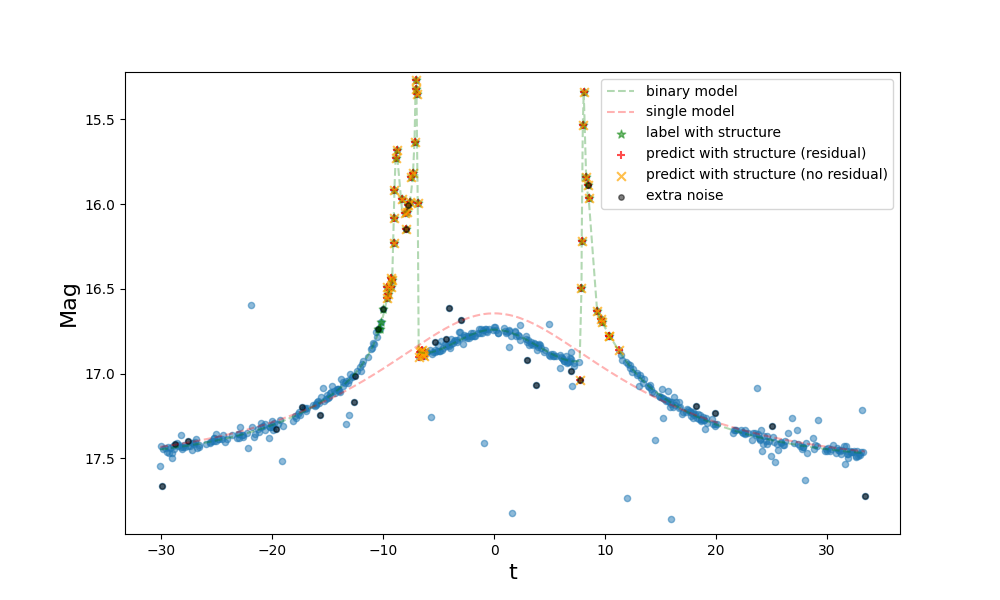 binary model
single model
label with structure
predict with structure (residual)
predict with structure (no residual)
extra noise
15.5
16.0
16.5
17.0
17.5
Mag
−30
−20
−10
0
10
20
30
t